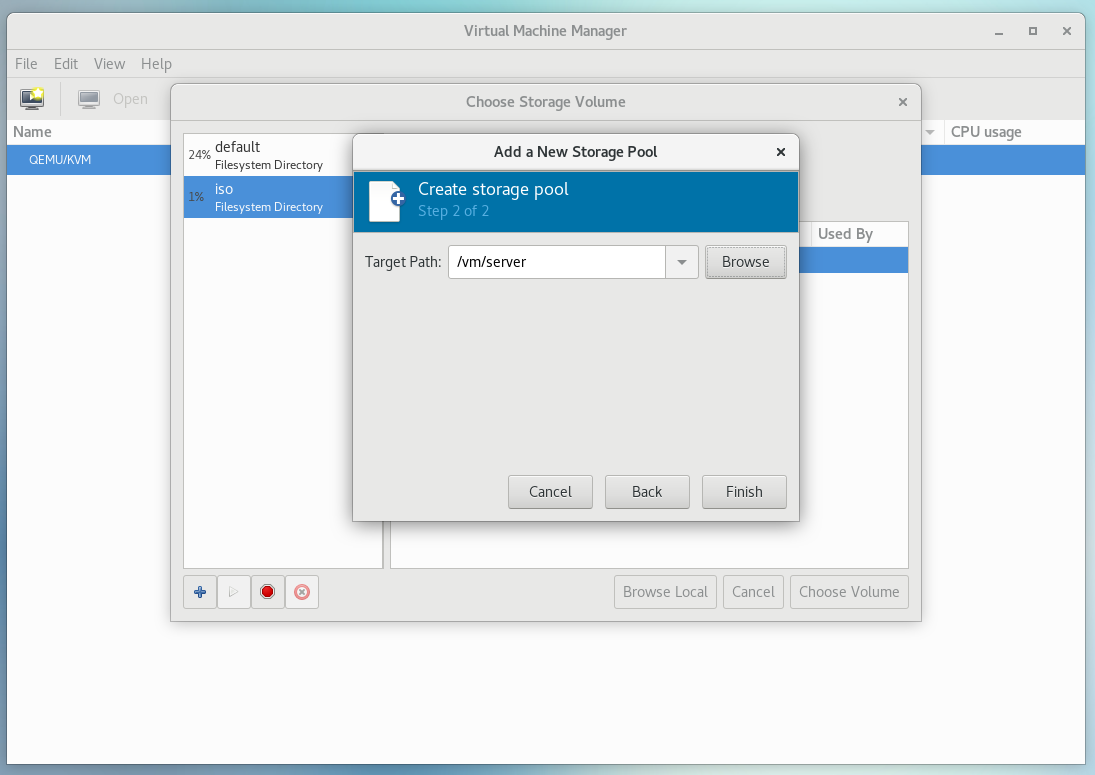 Virtual Machine Manager
File Edit View Help
Open
Choose Storage Volume
Name
CPU usage
QEMU/KVM
24% default
Filesystem Directory
1% iso
Filesystem Directory
Add a New Storage Pool
Create storage pool
Step 2 of 2
Used By
Target Path: /vm/server Browse
Cancel Back Finish
Browse Local Cancel Choose Volume